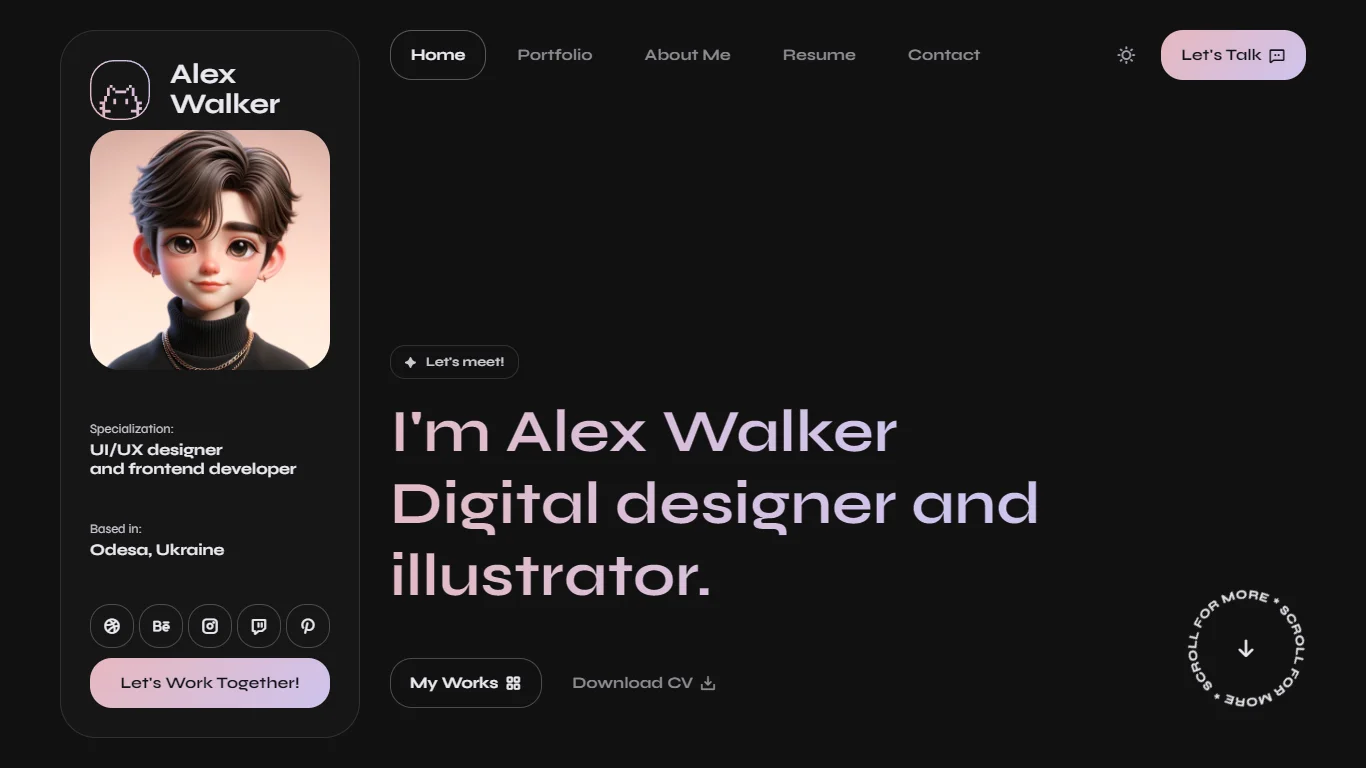 Alex
Walker
Specialization:
UI/UX designer
and frontend developer
Based in:
Odesa, Ukraine
Bē
Let's Work Together!
Home
Portfolio
About Me
Resume
Contact
Let's Talk
Let's meet!
I'm Alex Walker
Digital designer and
illustrator.
My Works
Download CV
SCROLL FOR MORE * SCROLL FOR MORE *